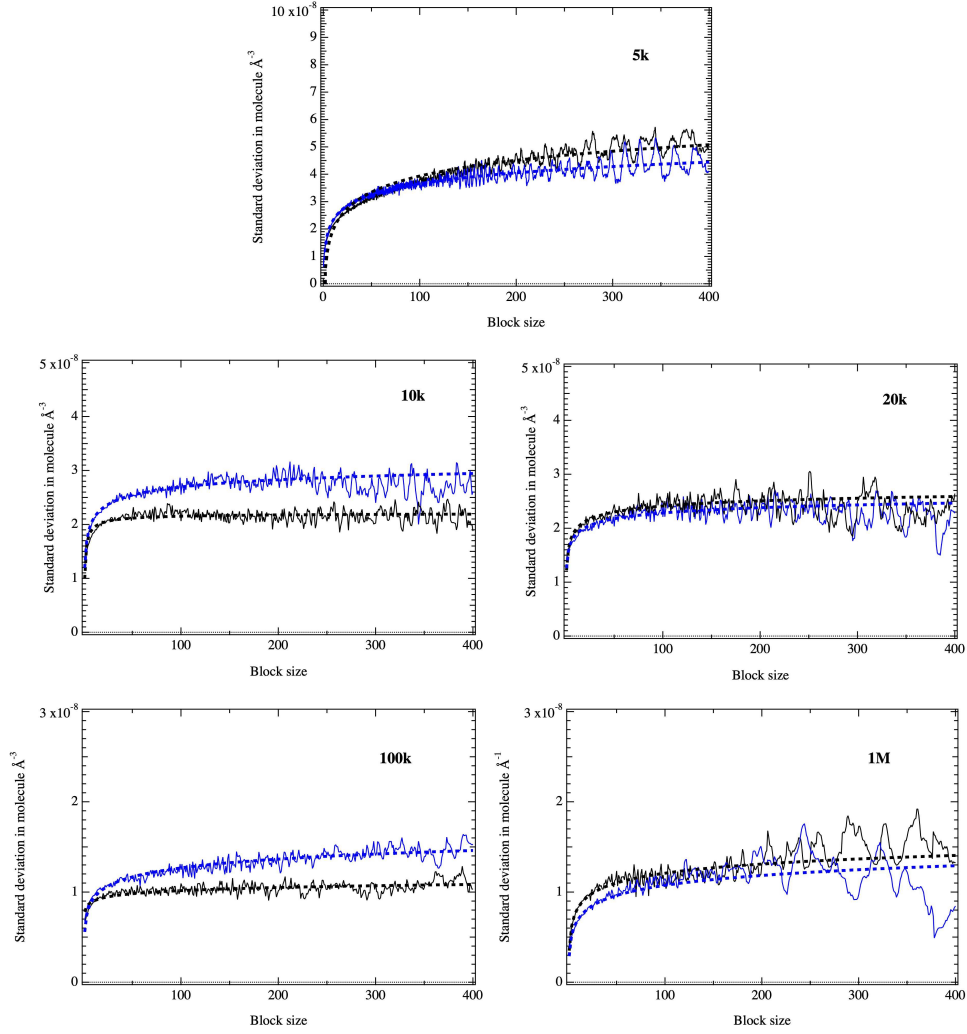 10 x10-8
9
8
7
6
5
4
3
2
1
0
Standard deviation in molecule Å-3
5k
0 100 200 300 400
Block size
5 x10-8
4
3
2
1
0
Standard deviation in molecule Å-3
10k
100 200 300 400
Block size
5 x10-8
4
3
2
1
0
Standard deviation in molecule Å-3
20k
100 200 300 400
Block size
3 x10-8
2
1
0
Standard deviation in molecule Å-3
100k
100 200 300 400
Block size
3 x10-8
2
1
0
Standard deviation in molecule Å-1
1M
100 200 300 400
Block size